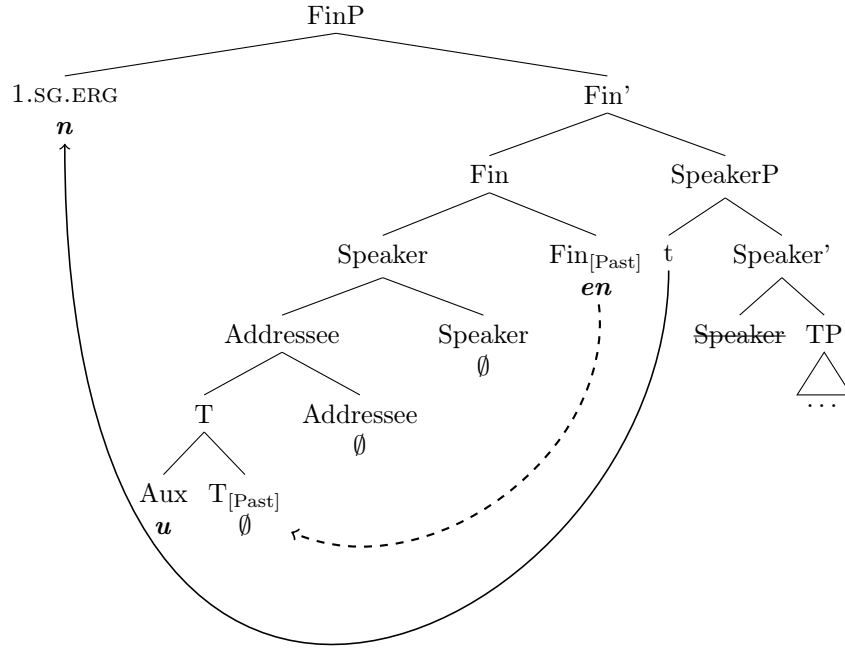 FinP
1.SG.ERG Fin'
n
Fin SpeakerP
Speaker Fin[Past] t Speaker'
en
Addressee Speaker Speaker TP
∅ ...
T Addressee
∅
Aux T[Past]
u ∅